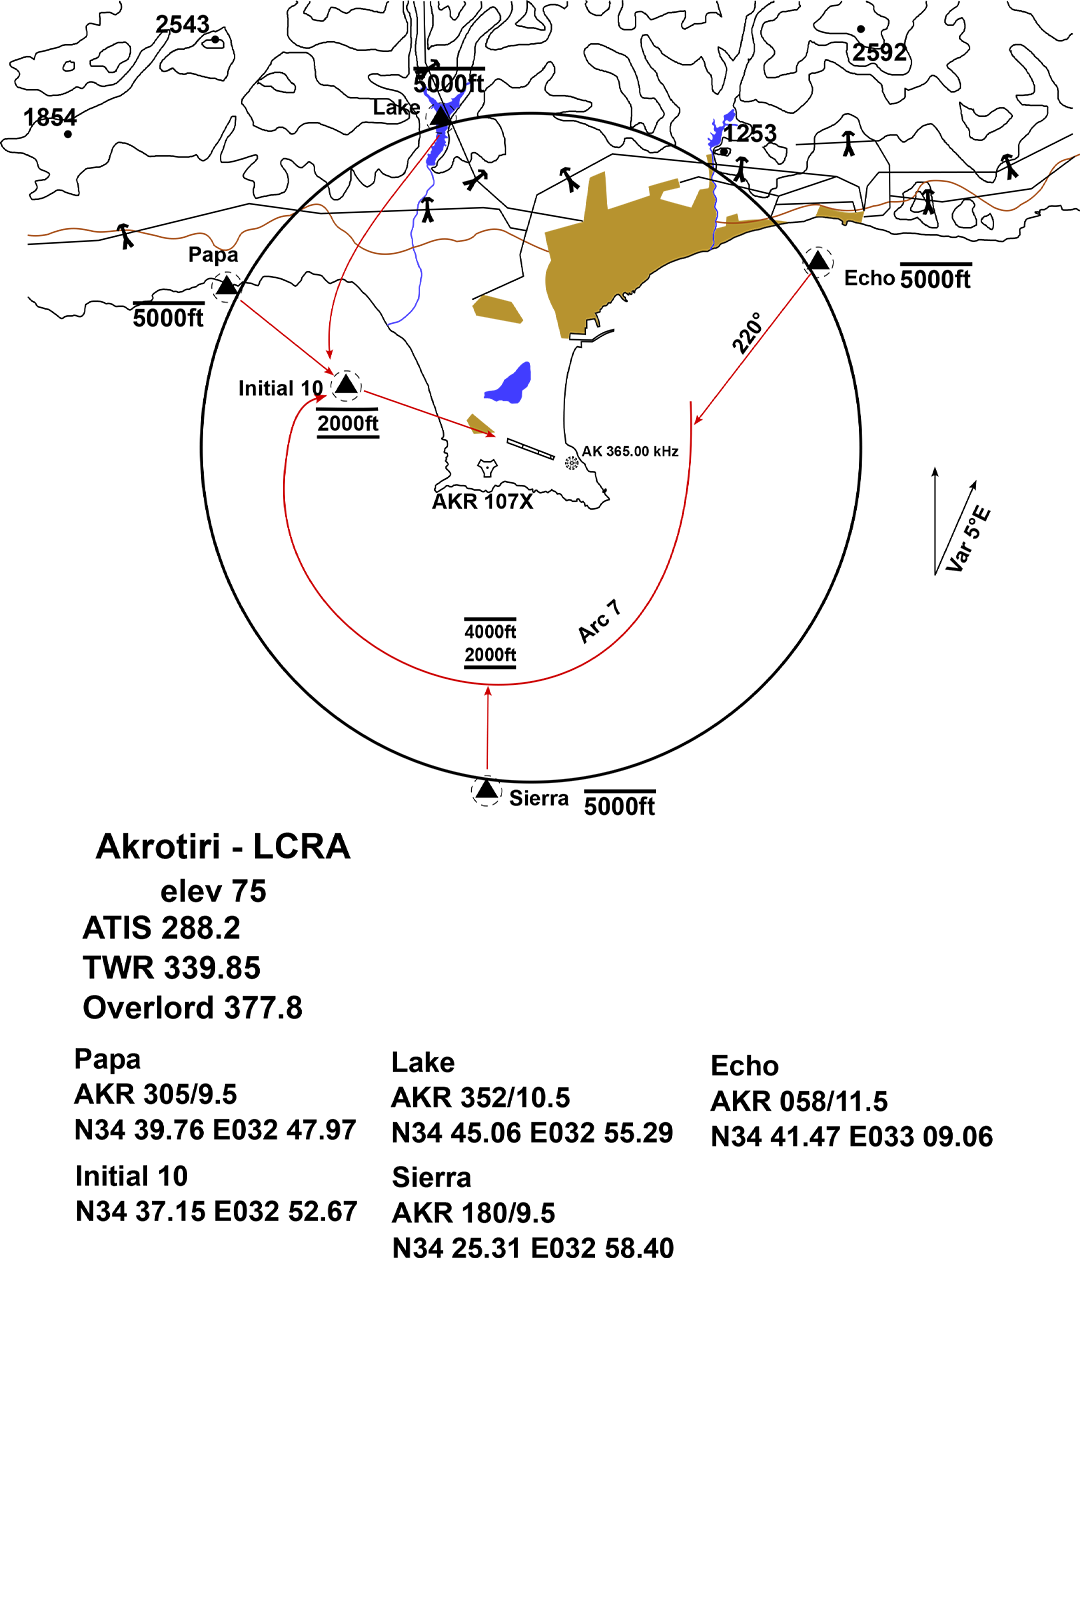 2543
2592
5000ft
Lake
1854
1253
Papa
5000ft
Echo 5000ft
220°
Initial 10
2000ft
AK 365.00 kHz
AKR 107X
Var 5°E
Arc 7
4000ft
2000ft
Sierra 5000ft
Akrotiri - LCRA
elev 75
ATIS 288.2
TWR 339.85
Overlord 377.8
Papa
AKR 305/9.5
N34 39.76 E032 47.97
Lake
AKR 352/10.5
N34 45.06 E032 55.29
Echo
AKR 058/11.5
N34 41.47 E033 09.06
Initial 10
N34 37.15 E032 52.67
Sierra
AKR 180/9.5
N34 25.31 E032 58.40